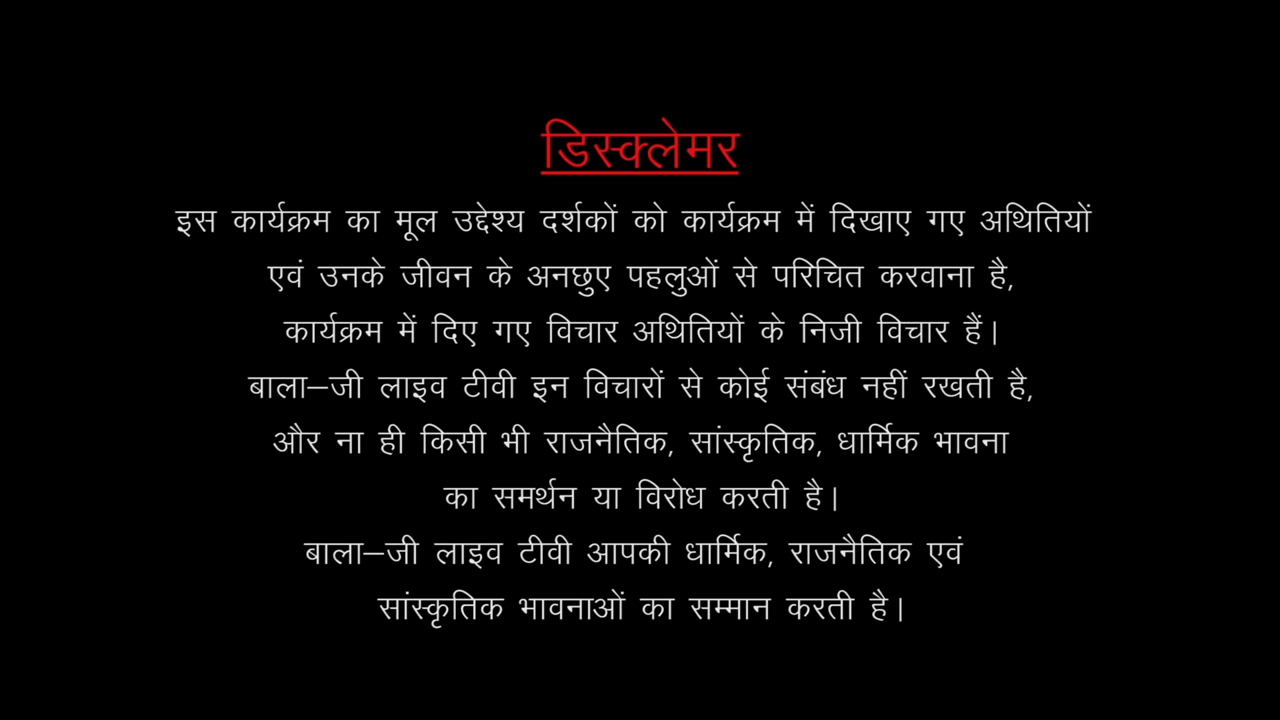 डिस्क्लेमर
इस कार्यक्रम का मूल उद्देश्य दर्शकों को कार्यक्रम में दिखाए गए अथितियों
एवं उनके जीवन के अनछुए पहलुओं से परिचित करवाना है,
कार्यक्रम में दिए गए विचार अथितियों के निजी विचार हैं।
बाला–जी लाइव टीवी इन विचारों से कोई संबंध नहीं रखती है,
और ना ही किसी भी राजनैतिक, सांस्कृतिक, धार्मिक भावना
का समर्थन या विरोध करती है।
बाला–जी लाइव टीवी आपकी धार्मिक, राजनैतिक एवं
सांस्कृतिक भावनाओं का सम्मान करती है।